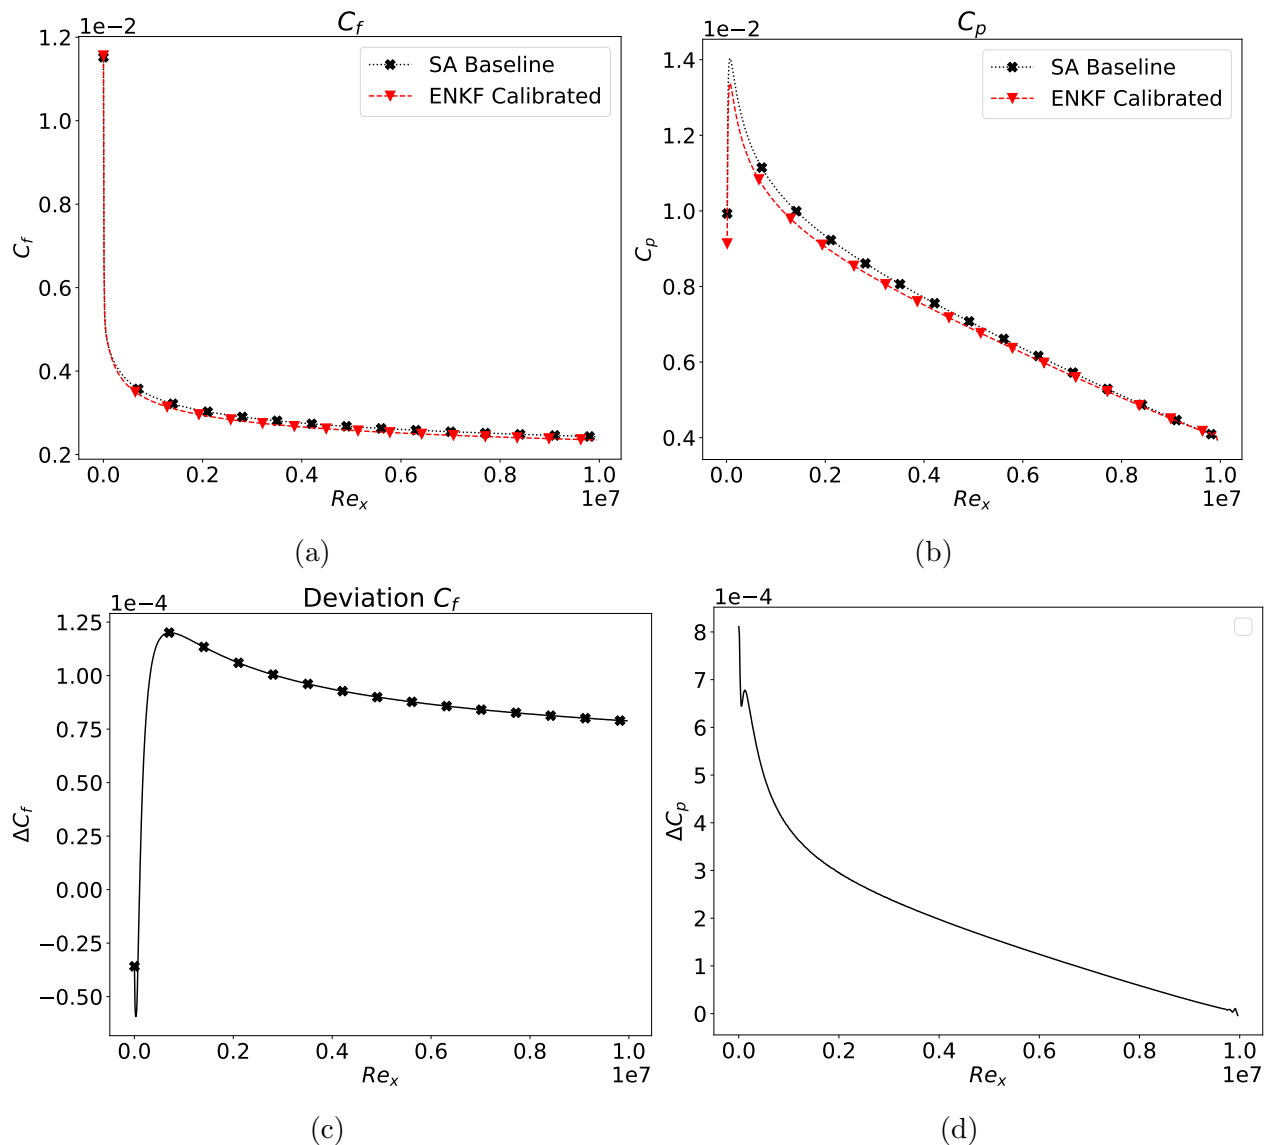 C_f
1e−2
1.2
1.0
0.8
0.6
0.4
0.2
C_f
SA Baseline
ENKF Calibrated
0.0 0.2 0.4 0.6 0.8 1.0
Re_x
1e7
(a)
C_p
1e−2
1.4
1.2
1.0
0.8
0.6
0.4
C_p
SA Baseline
ENKF Calibrated
0.0 0.2 0.4 0.6 0.8 1.0
Re_x
1e7
(b)
Deviation C_f
1e−4
1.25
1.00
0.75
0.50
0.25
0.00
−0.25
−0.50
ΔC_f
0.0 0.2 0.4 0.6 0.8 1.0
Re_x
1e7
(c)
1e−4
8
7
6
5
4
3
2
1
0
ΔC_p
0.0 0.2 0.4 0.6 0.8 1.0
Re_x
1e7
(d)